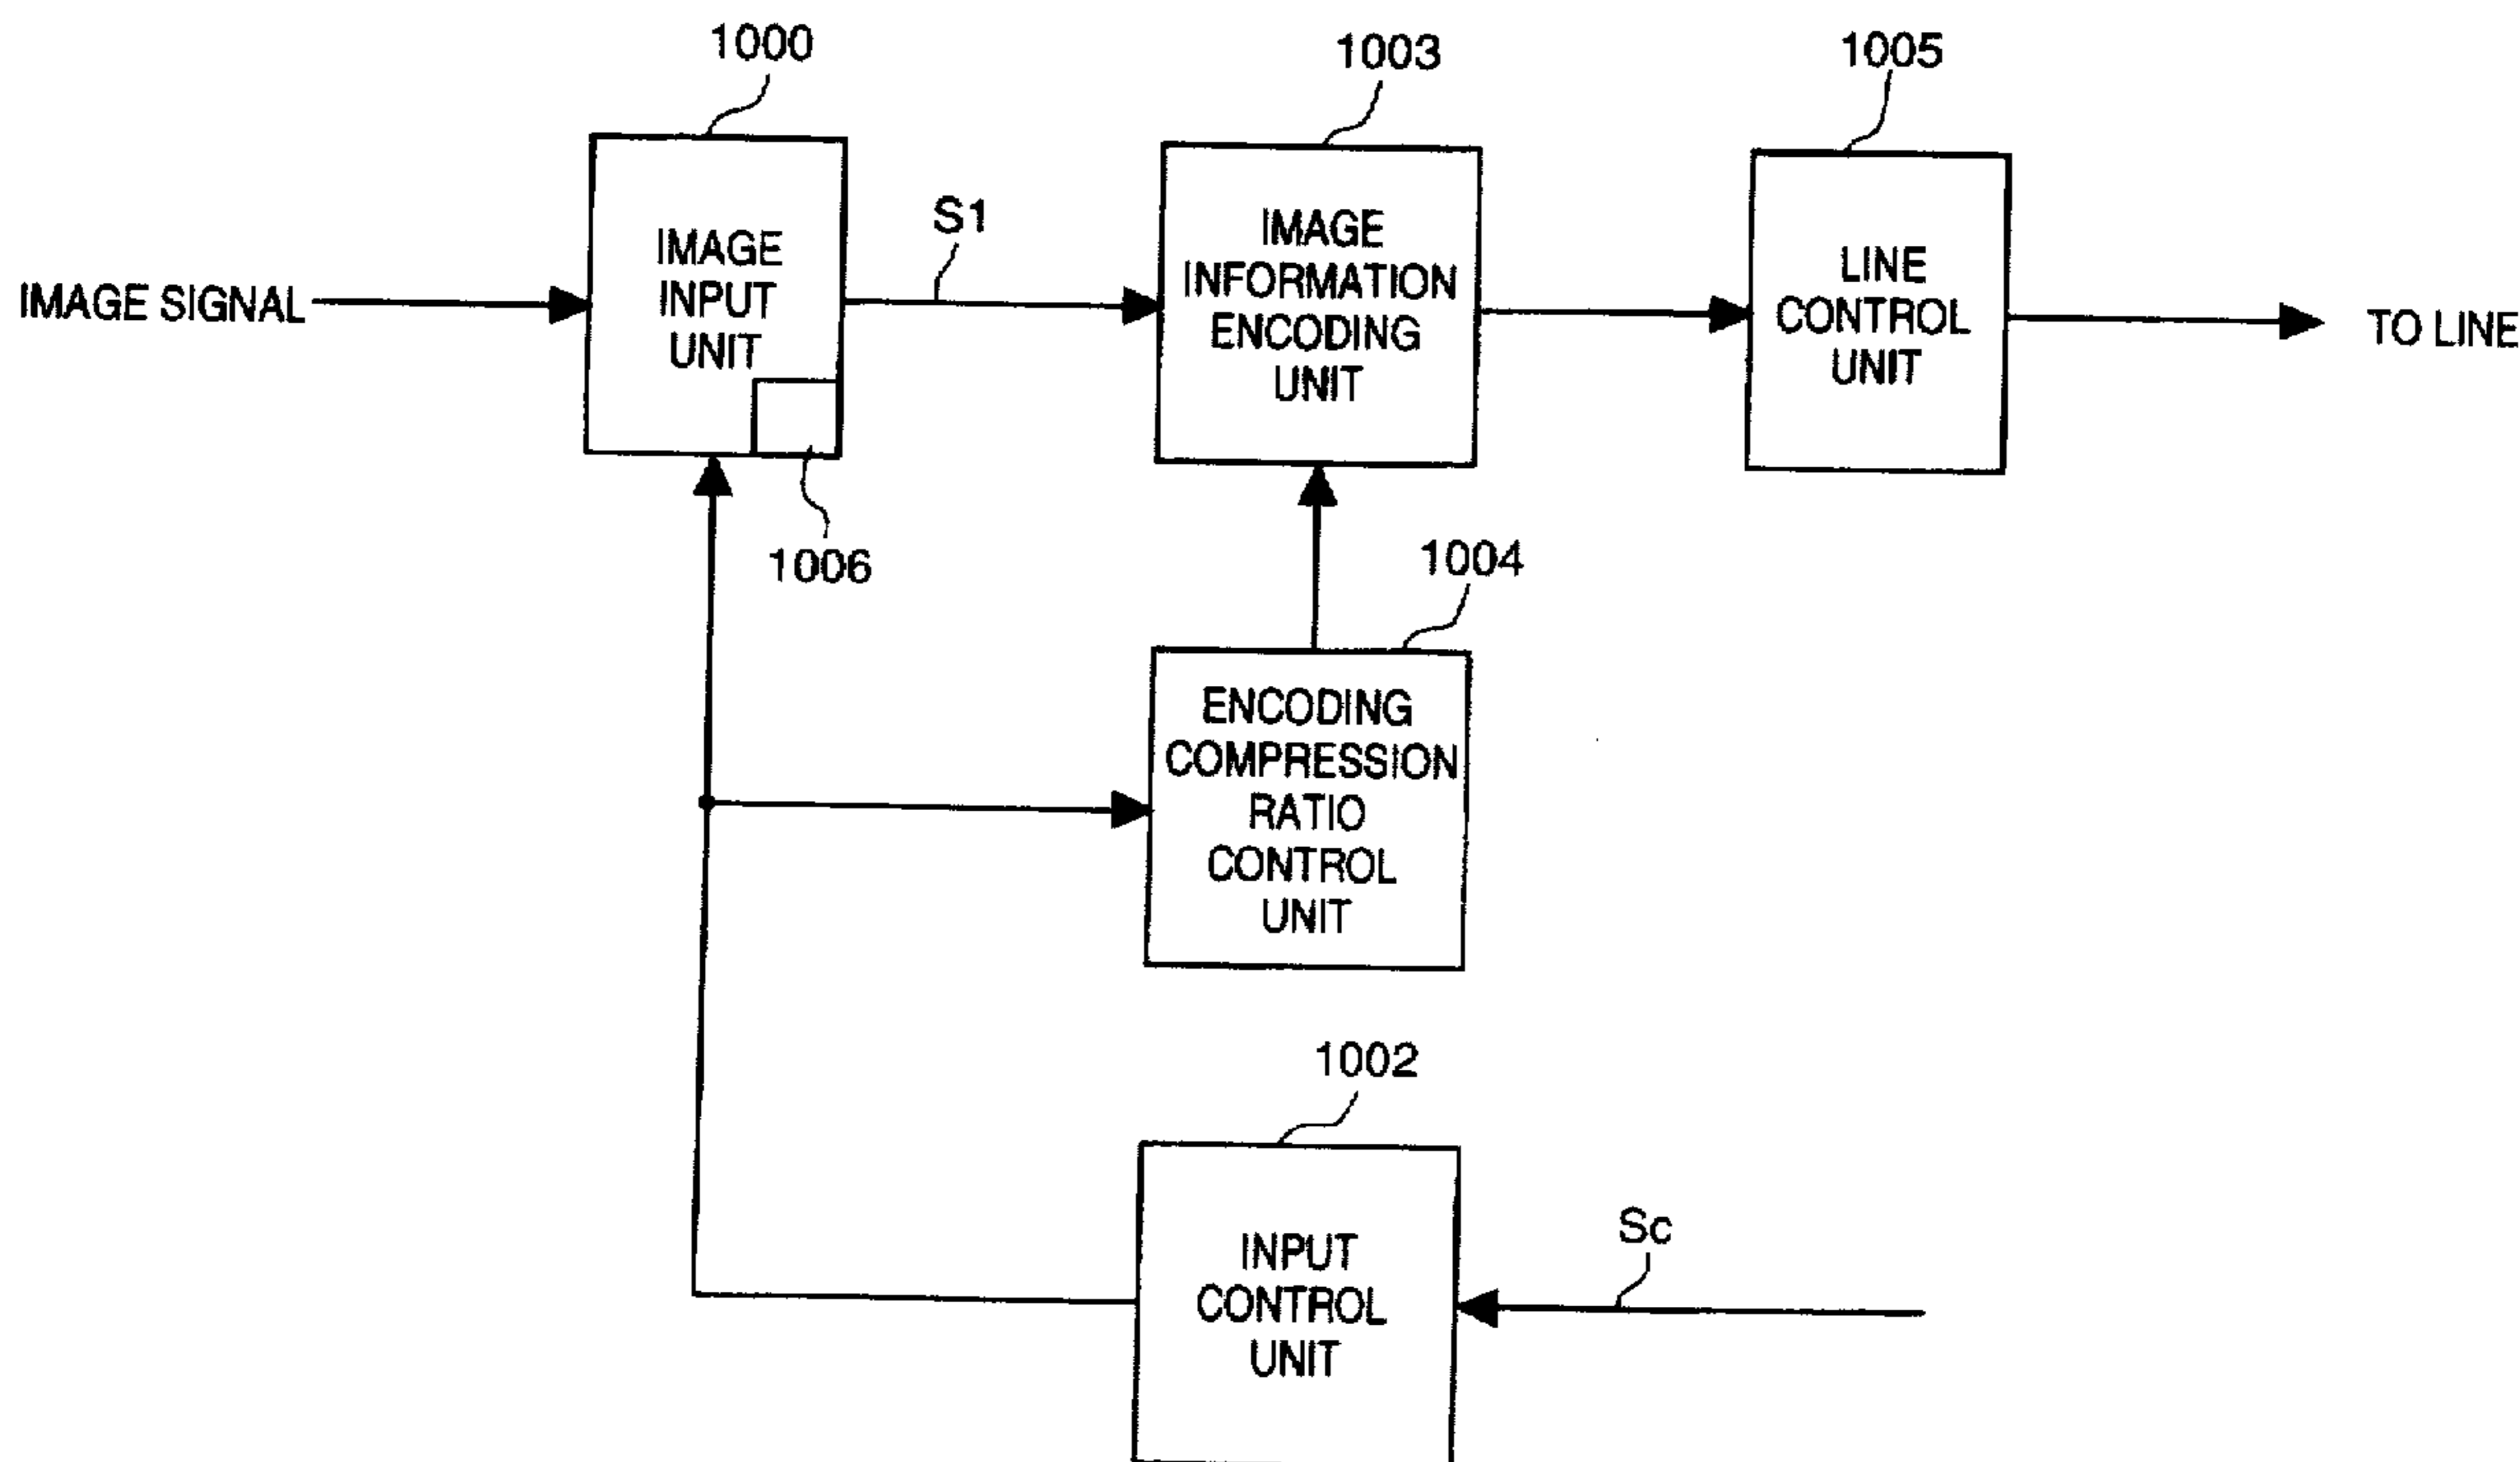 1000
1003
1005
IMAGE SIGNAL
IMAGE
INPUT
UNIT
S1
IMAGE
INFORMATION
ENCODING
UNIT
LINE
CONTROL
UNIT
TO LINE
1006
1004
ENCODING
COMPRESSION
RATIO
CONTROL
UNIT
1002
INPUT
CONTROL
UNIT
Sc